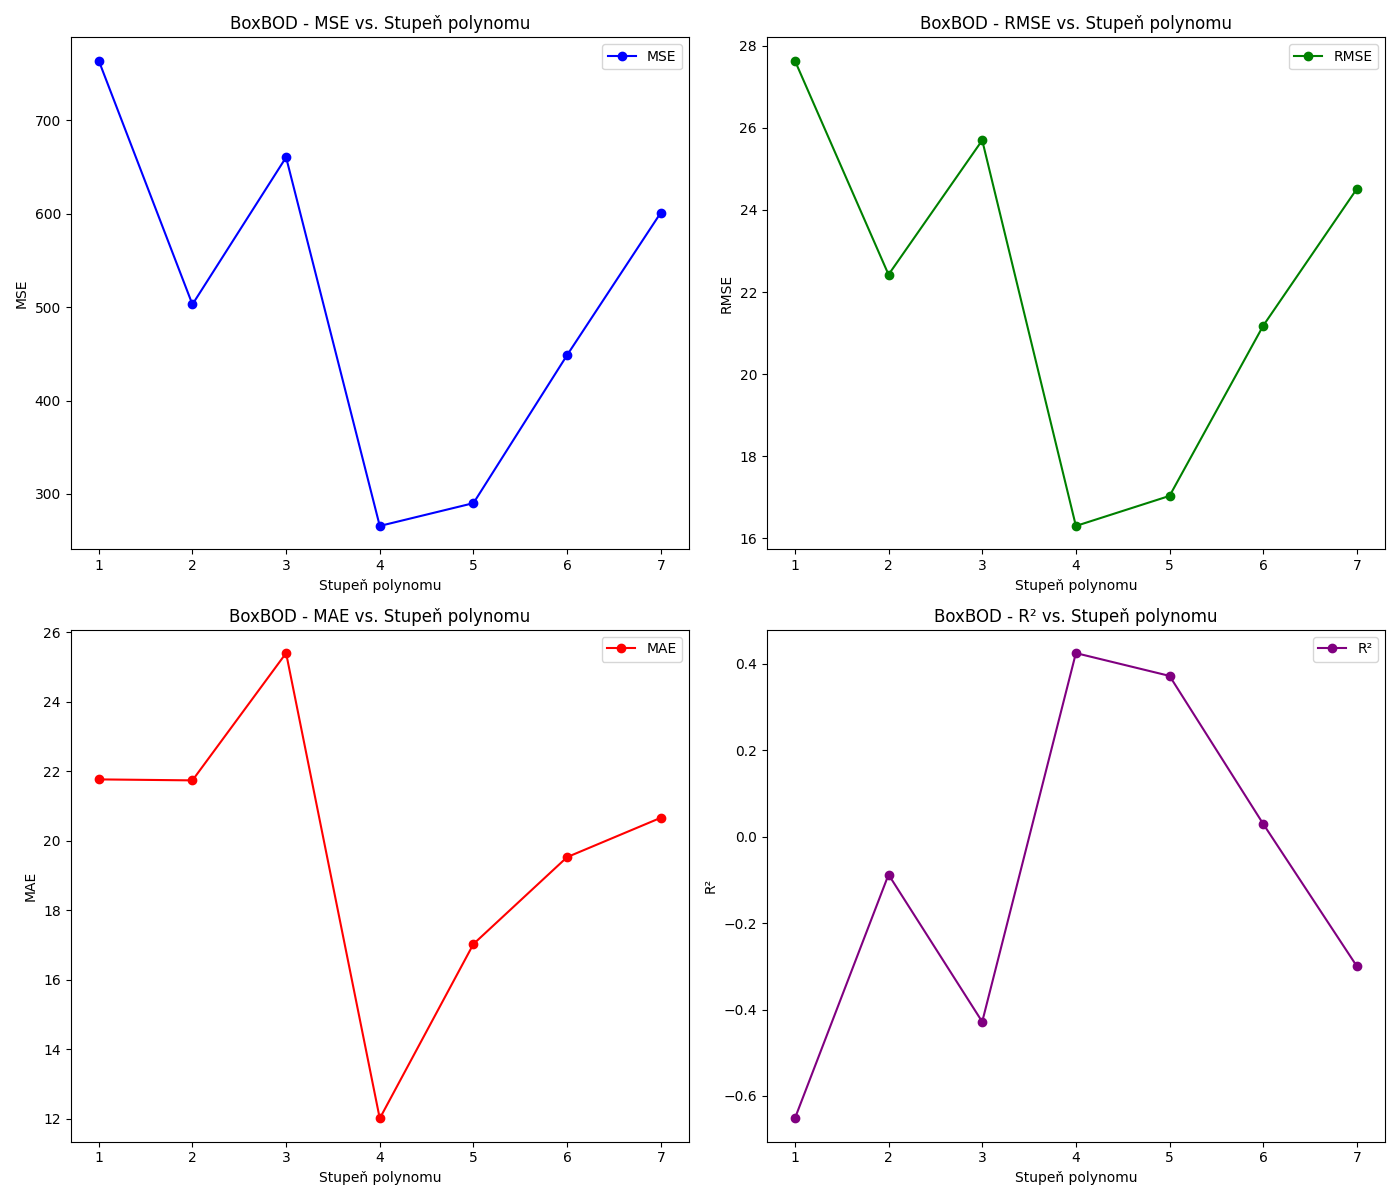 BoxBOD - MSE vs. Stupeň polynomu
MSE
700
600
500
400
300
MSE
1 2 3 4 5 6 7
Stupeň polynomu
BoxBOD - RMSE vs. Stupeň polynomu
RMSE
28
26
24
22
20
18
16
RMSE
1 2 3 4 5 6 7
Stupeň polynomu
BoxBOD - MAE vs. Stupeň polynomu
MAE
26
24
22
20
18
16
14
12
MAE
1 2 3 4 5 6 7
Stupeň polynomu
BoxBOD - R² vs. Stupeň polynomu
R²
0.4
0.2
0.0
−0.2
−0.4
−0.6
R²
1 2 3 4 5 6 7
Stupeň polynomu